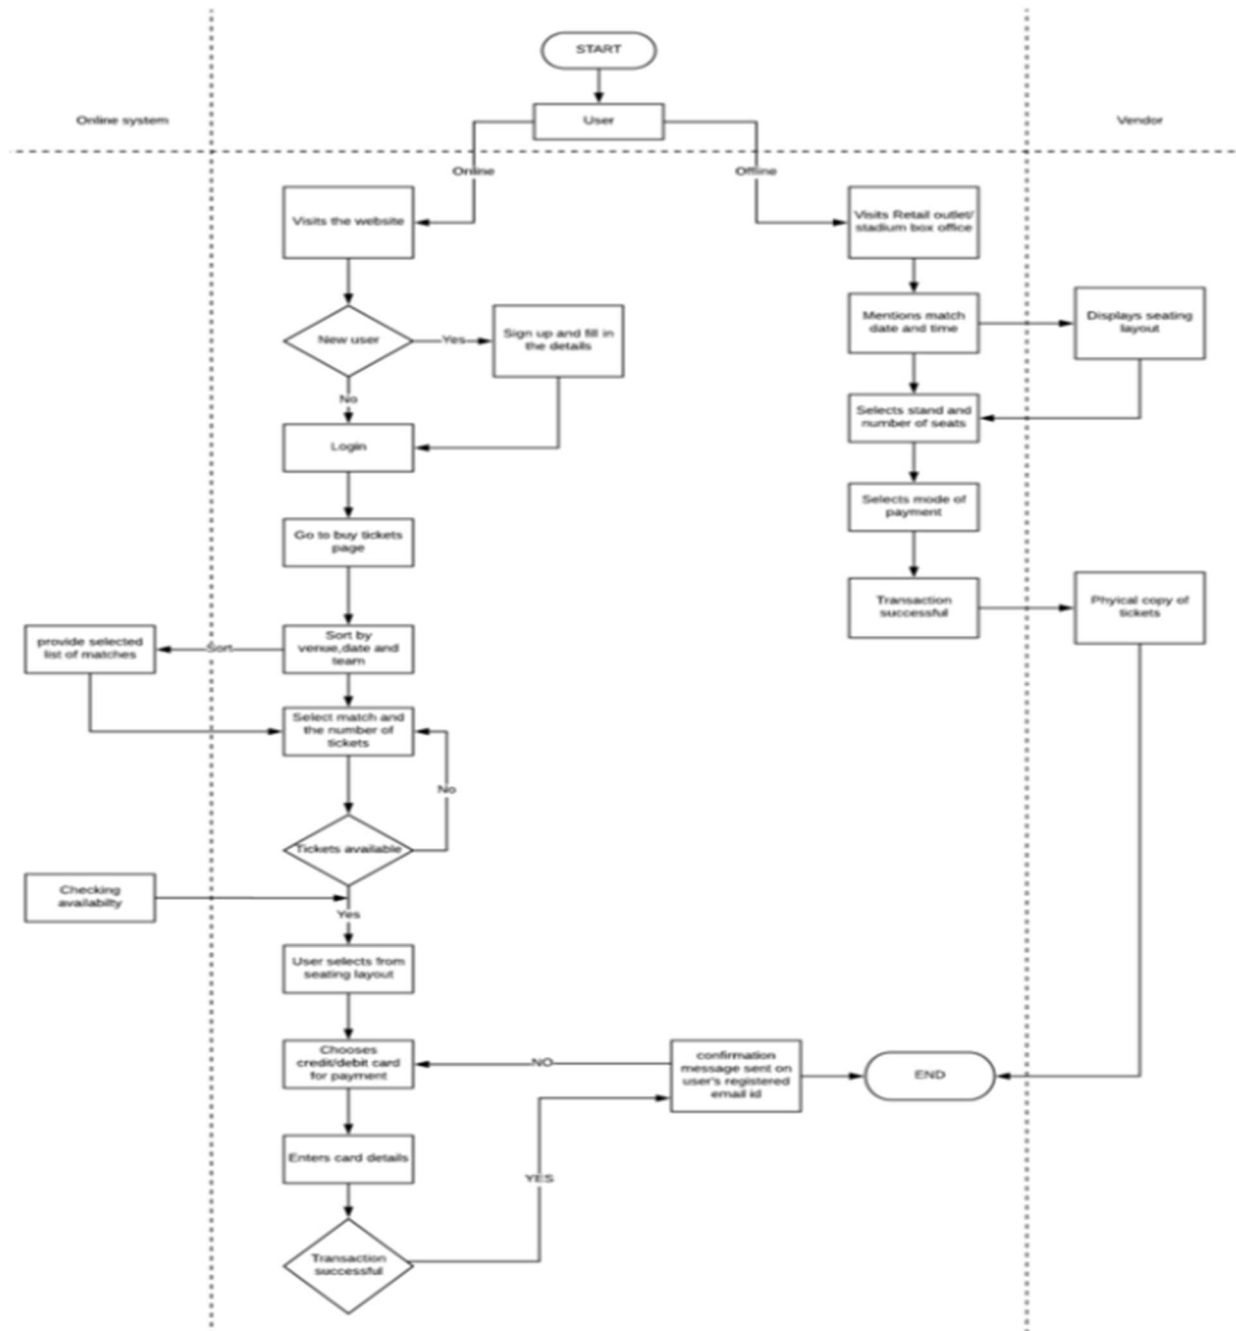 START
Online system
User
Vendor
Online
Offline
Visits the website
Visits Retail outlet/
stadium box office
New user
Yes
Sign up and fill in
the details
Mentions match
date and time
Displays seating
layout
No
Login
Selects stand and
number of seats
Go to buy tickets
page
Selects mode of
payment
Transaction
successful
Phyical copy of
tickets
provide selected
list of matches
Sort
Sort by
venue,date and
team
Select match and
the number of
tickets
No
Tickets available
Checking
availabilty
Yes
User selects from
seating layout
Chooses
credit/debit card
for payment
NO
confirmation
message sent on
user's registered
email id
END
Enters card details
YES
Transaction
successful